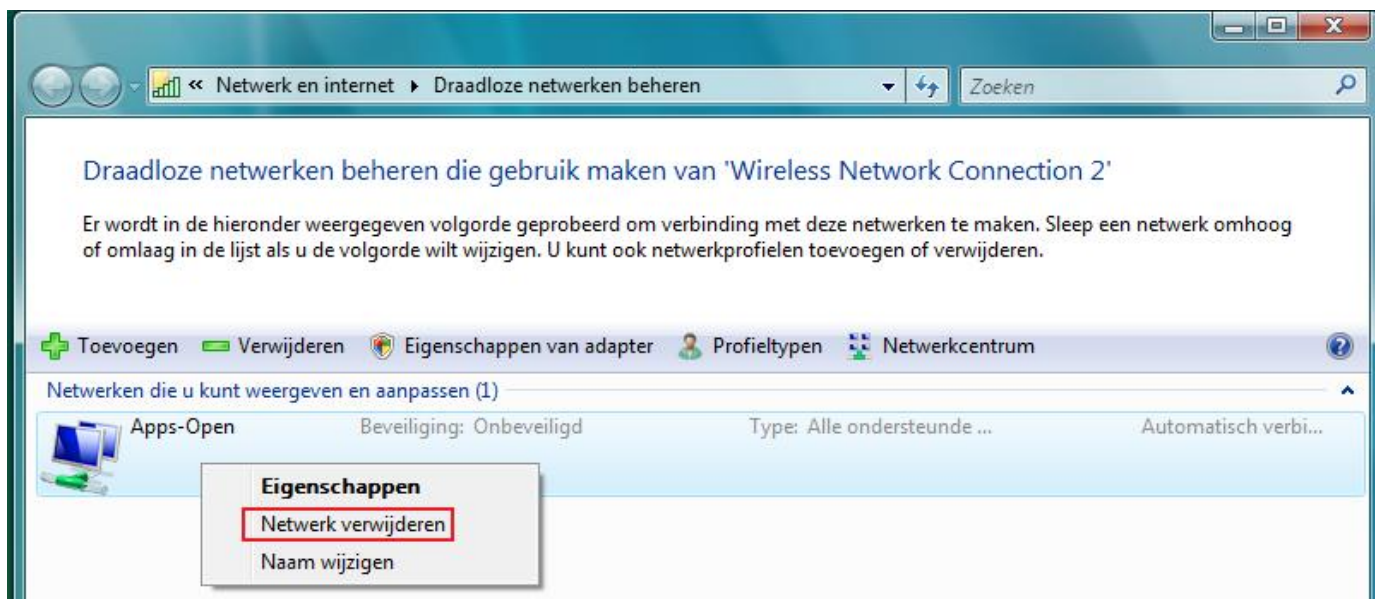 « Netwerk en internet ▸ Draadloze netwerken beheren
Zoeken
Draadloze netwerken beheren die gebruik maken van 'Wireless Network Connection 2'
Er wordt in de hieronder weergegeven volgorde geprobeerd om verbinding met deze netwerken te maken. Sleep een netwerk omhoog
of omlaag in de lijst als u de volgorde wilt wijzigen. U kunt ook netwerkprofielen toevoegen of verwijderen.
Toevoegen Verwijderen Eigenschappen van adapter Profieltypen Netwerkcentrum
Netwerken die u kunt weergeven en aanpassen (1)
Apps-Open Beveiliging: Onbeveiligd Type: Alle ondersteunde ... Automatisch verbi...
Eigenschappen
Netwerk verwijderen
Naam wijzigen